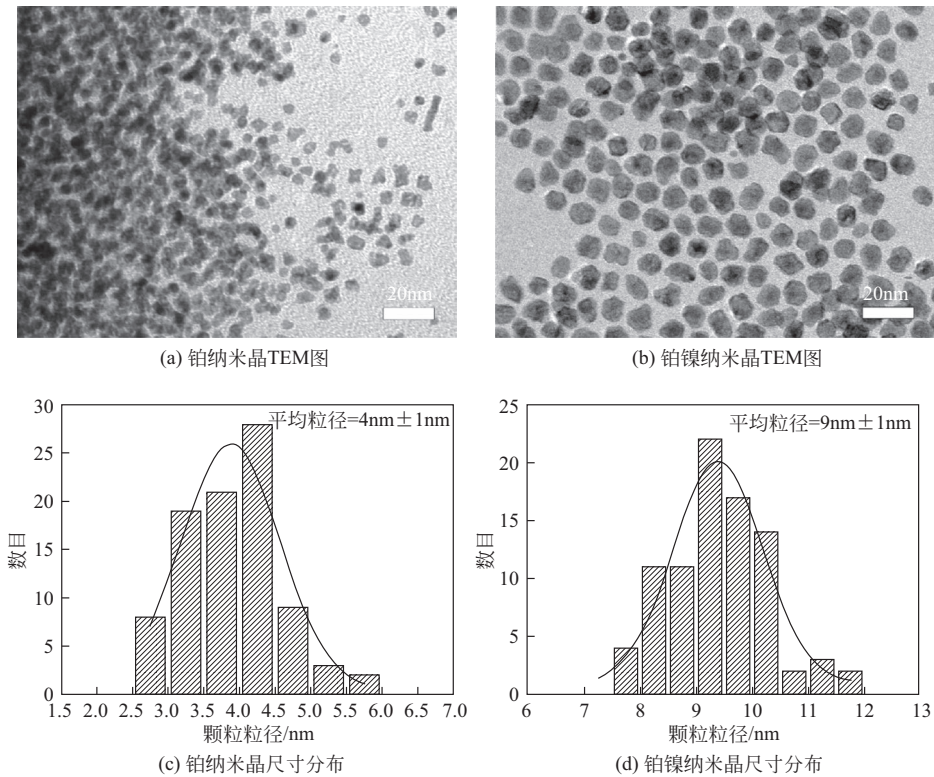 20nm
20nm
(a) 铂纳米晶TEM图
(b) 铂镍纳米晶TEM图
30
25
20
15
10
5
0
数目
平均粒径=4nm±1nm
1.5 2.0 2.5 3.0 3.5 4.0 4.5 5.0 5.5 6.0 6.5 7.0
颗粒粒径/nm
(c) 铂纳米晶尺寸分布
25
20
15
10
5
0
数目
平均粒径=9nm±1nm
6 7 8 9 10 11 12 13
颗粒粒径/nm
(d) 铂镍纳米晶尺寸分布